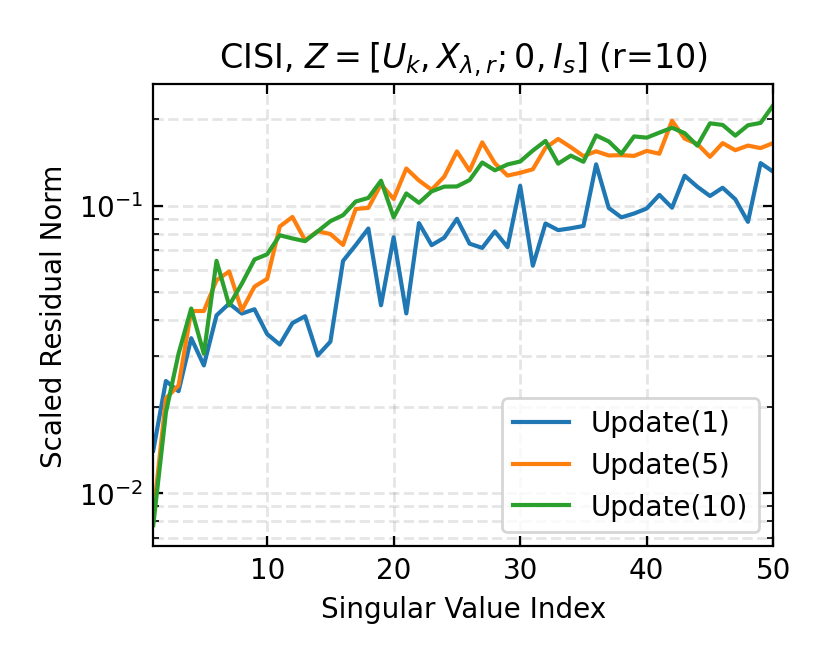 CISI, $Z = [U_k, X_{\lambda,r}; 0, I_s]$ (r=10)
Scaled Residual Norm
$10^{-1}$
$10^{-2}$
Update(1)
Update(5)
Update(10)
10 20 30 40 50
Singular Value Index